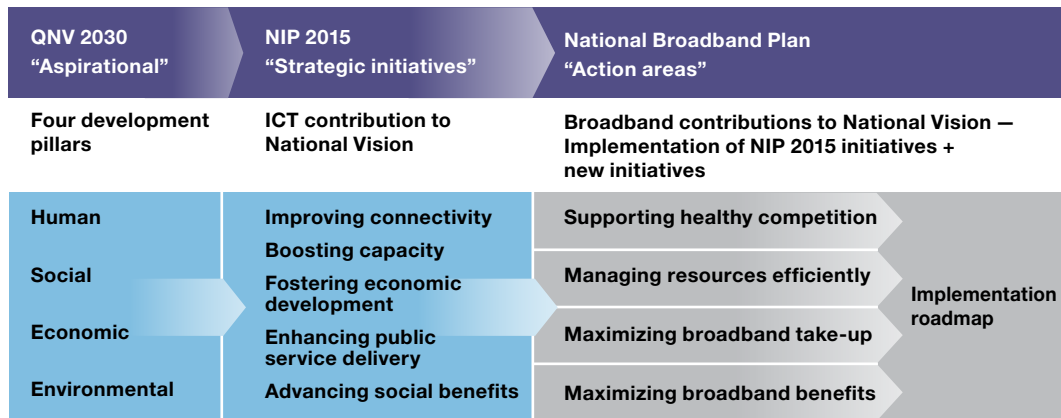 QNV 2030
“Aspirational”
NIP 2015
“Strategic initiatives”
National Broadband Plan
“Action areas”
Four development
pillars
ICT contribution to
National Vision
Broadband contributions to National Vision —
Implementation of NIP 2015 initiatives +
new initiatives
Human
Social
Economic
Environmental
Improving connectivity
Boosting capacity
Fostering economic
development
Enhancing public
service delivery
Advancing social benefits
Supporting healthy competition
Managing resources efficiently
Maximizing broadband take-up
Maximizing broadband benefits
Implementation
roadmap